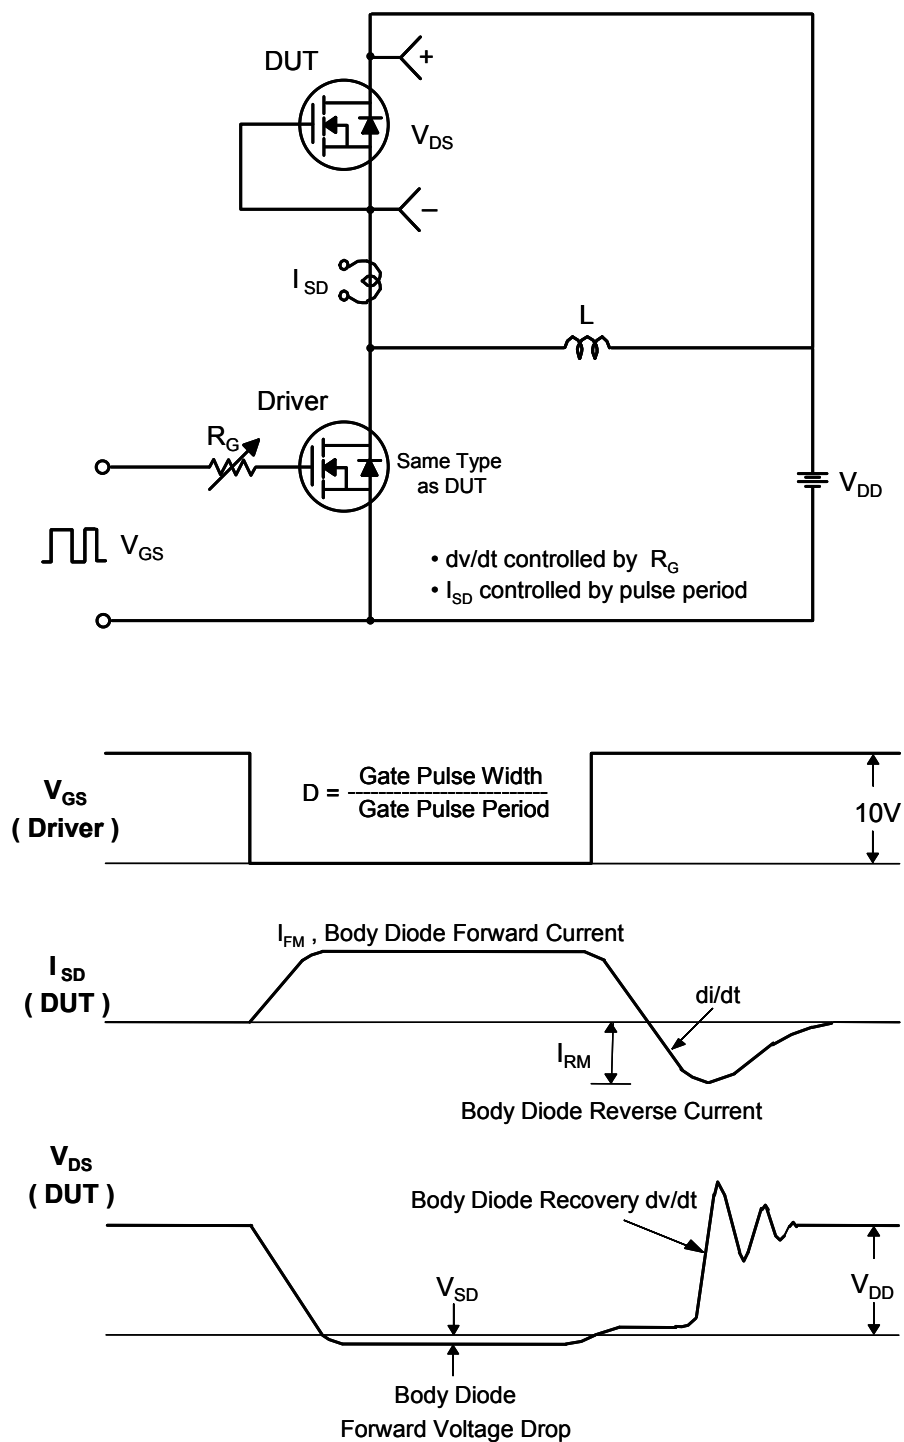 DUT
+
V_DS
−
I_SD
L
Driver
R_G
Same Type
as DUT
V_DD
V_GS
• dv/dt controlled by R_G
• I_SD controlled by pulse period
V_GS
( Driver )
D = Gate Pulse Width
--------------------------
Gate Pulse Period
10V
I_FM , Body Diode Forward Current
I_SD
( DUT )
di/dt
I_RM
Body Diode Reverse Current
V_DS
( DUT )
Body Diode Recovery dv/dt
V_SD
V_DD
Body Diode
Forward Voltage Drop